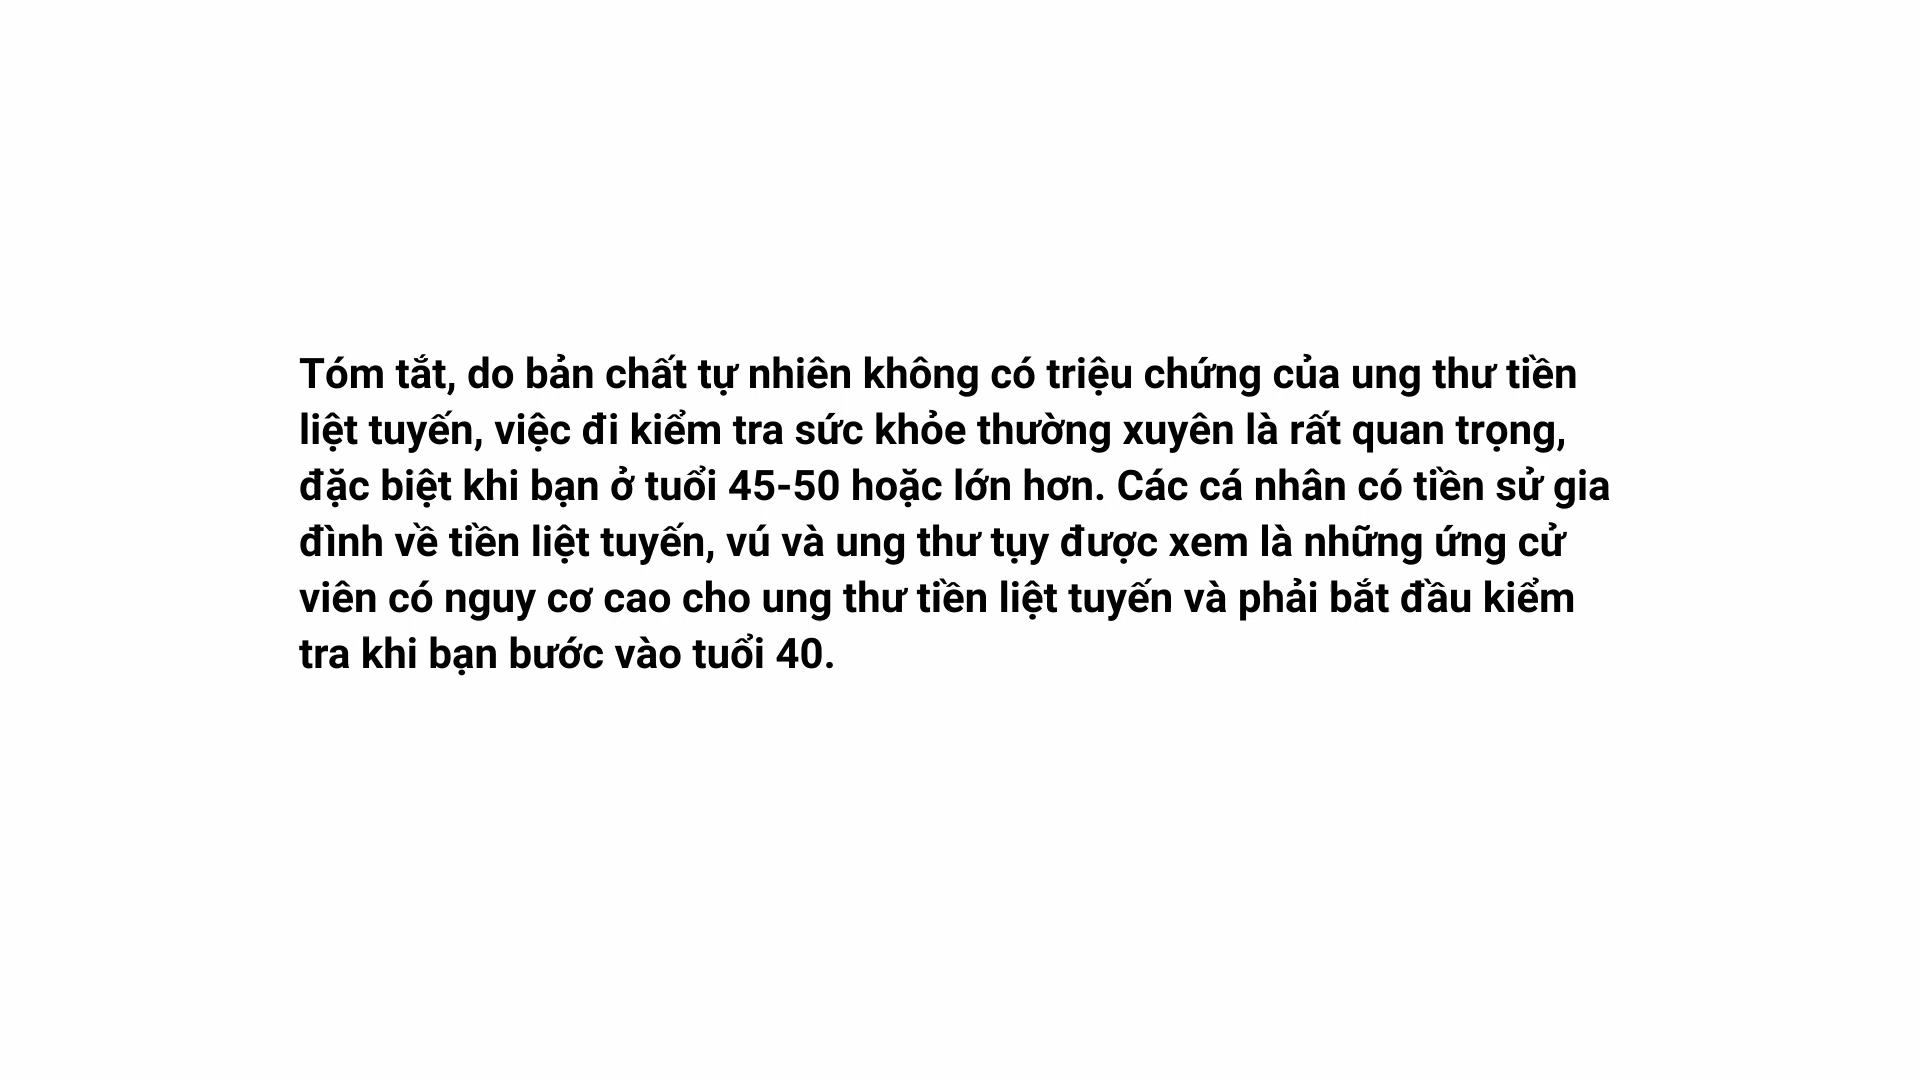 Tóm tắt, do bản chất tự nhiên không có triệu chứng của ung thư tiền
liệt tuyến, việc đi kiểm tra sức khỏe thường xuyên là rất quan trọng,
đặc biệt khi bạn ở tuổi 45-50 hoặc lớn hơn. Các cá nhân có tiền sử gia
đình về tiền liệt tuyến, vú và ung thư tụy được xem là những ứng cử
viên có nguy cơ cao cho ung thư tiền liệt tuyến và phải bắt đầu kiểm
tra khi bạn bước vào tuổi 40.